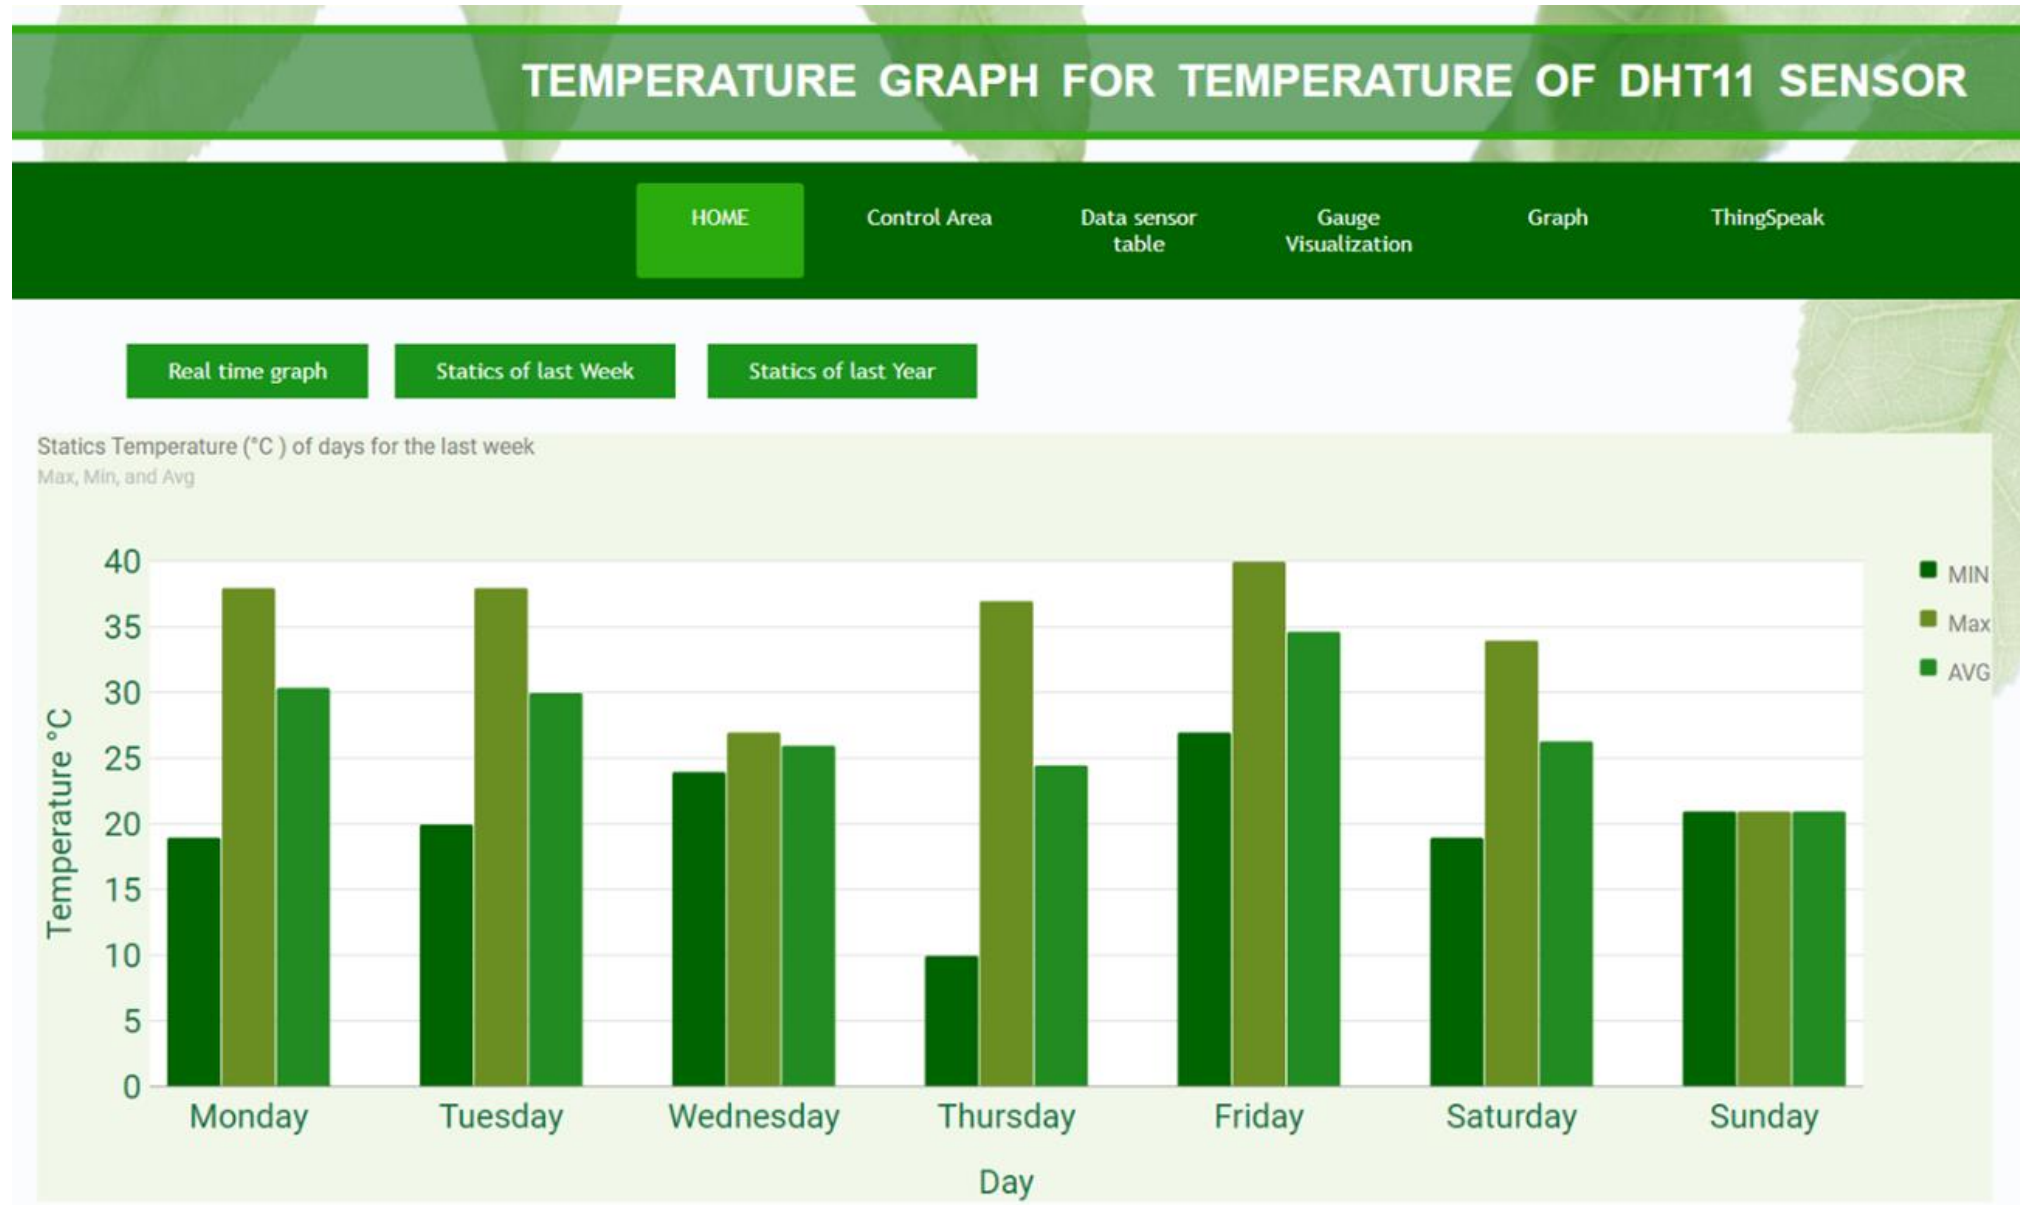 TEMPERATURE GRAPH FOR TEMPERATURE OF DHT11 SENSOR
HOME
Control Area
Data sensor
table
Gauge
Visualization
Graph
ThingSpeak
Real time graph
Statics of last Week
Statics of last Year
Statics Temperature (°C ) of days for the last week
Max, Min, and Avg
40
35
30
25
20
15
10
5
0
Temperature °C
Monday
Tuesday
Wednesday
Thursday
Friday
Saturday
Sunday
Day
MIN
Max
AVG